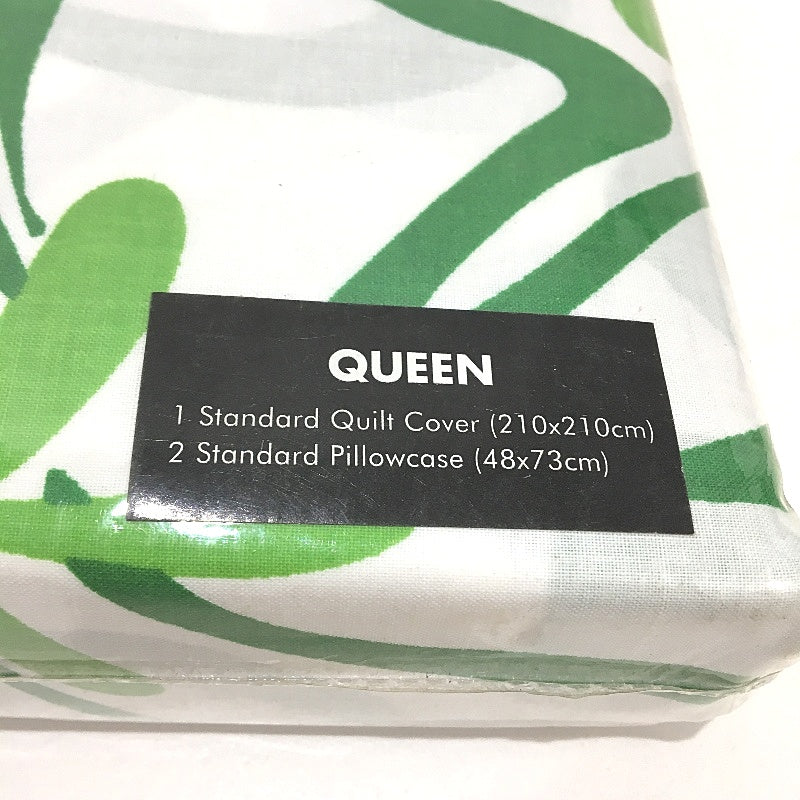 QUEEN
1 Standard Quilt Cover (210x210cm)
2 Standard Pillowcase (48x73cm)